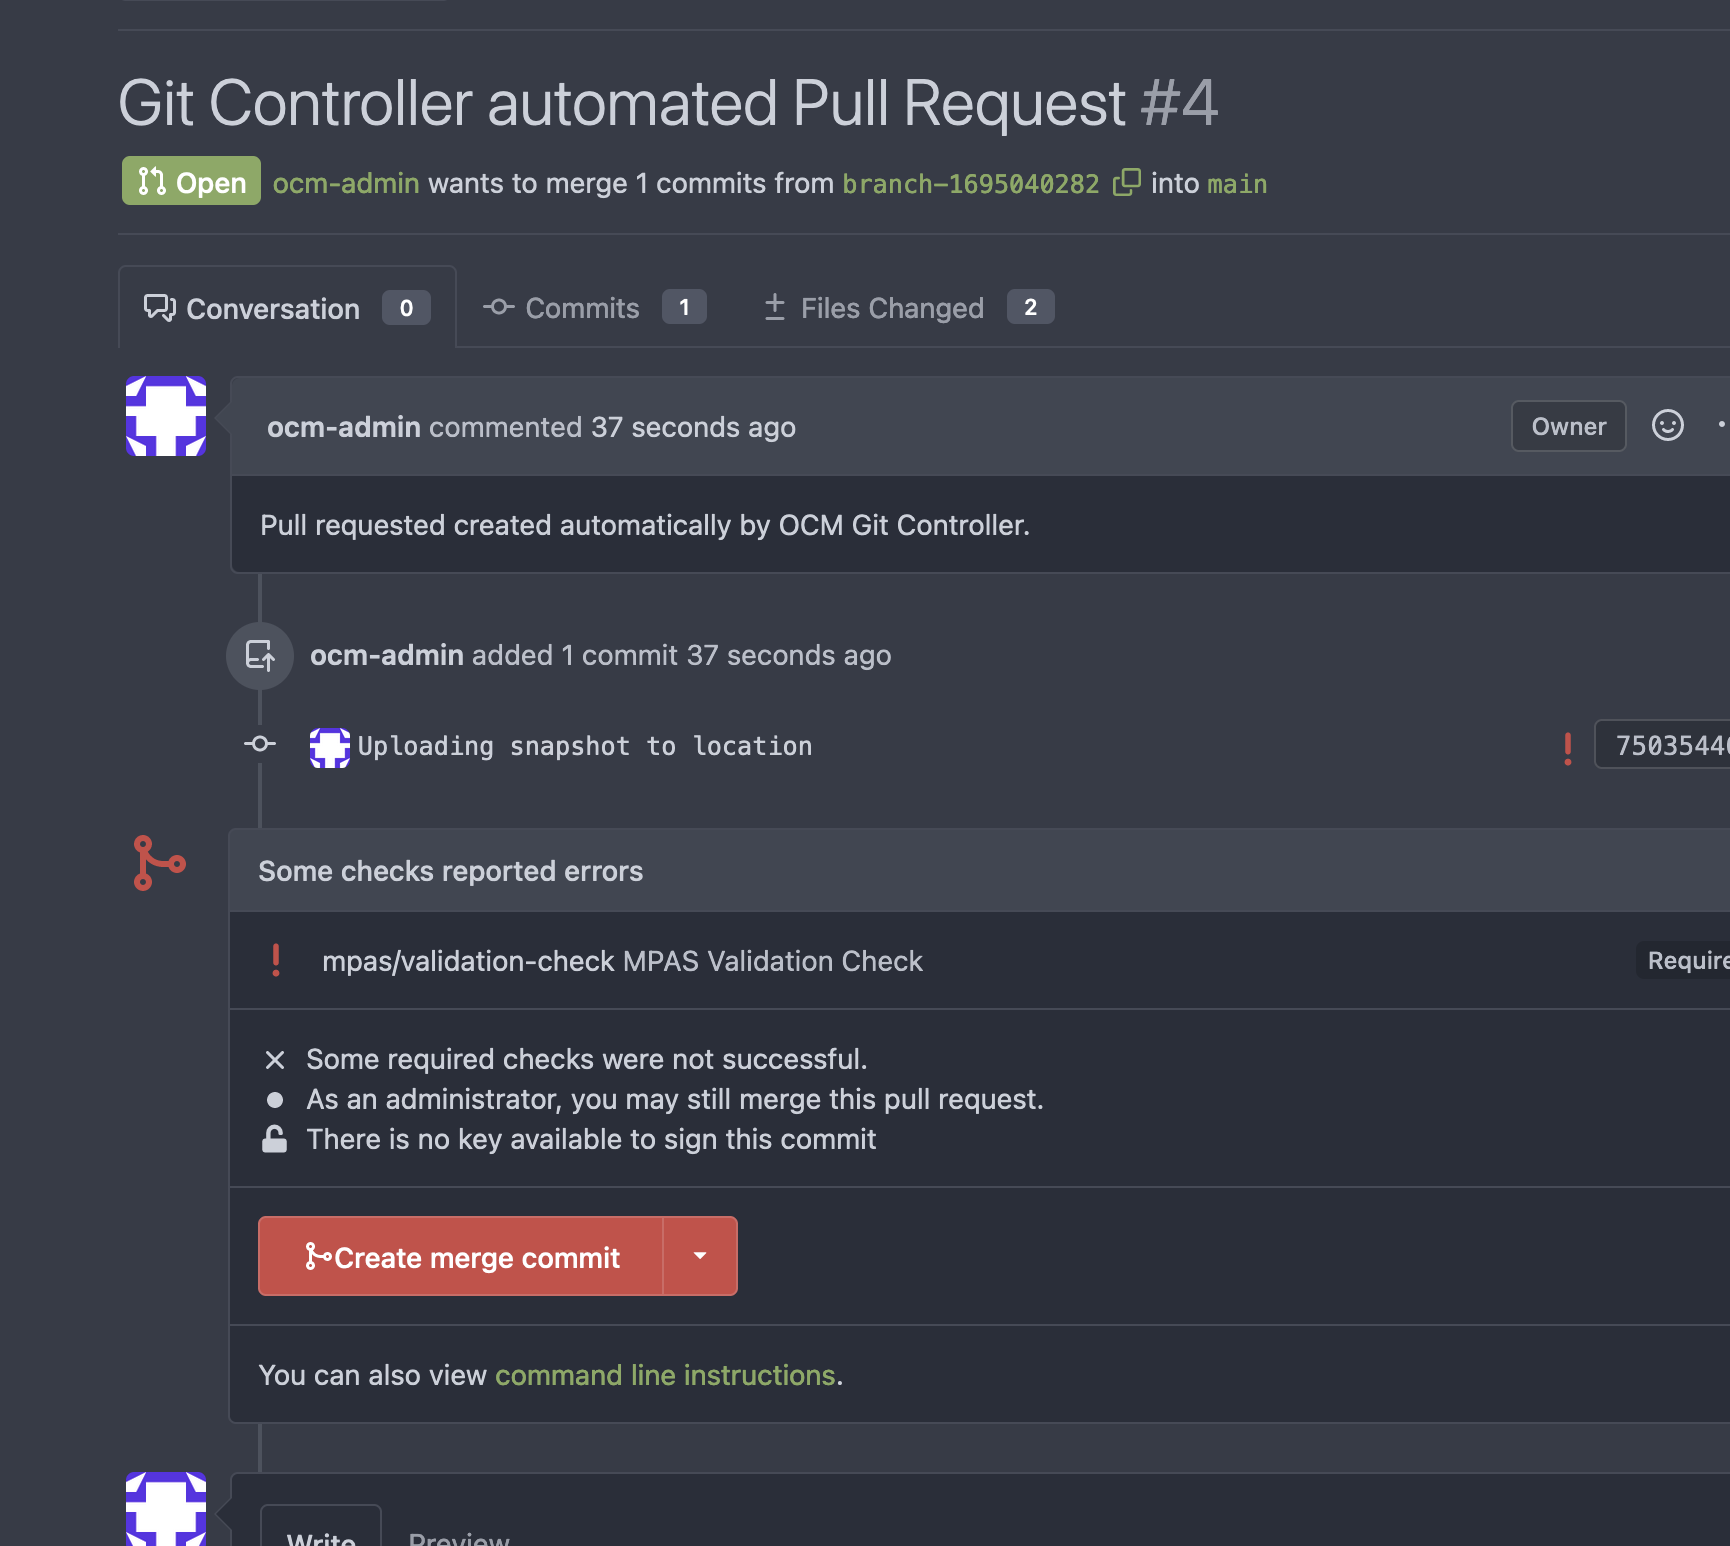 Git Controller automated Pull Request #4
Open ocm-admin wants to merge 1 commits from branch-1695040282 into main
Conversation 0 Commits 1 Files Changed 2
ocm-admin commented 37 seconds ago Owner
Pull requested created automatically by OCM Git Controller.
ocm-admin added 1 commit 37 seconds ago
Uploading snapshot to location 7503544
Some checks reported errors
mpas/validation-check MPAS Validation Check Require
Some required checks were not successful.
As an administrator, you may still merge this pull request.
There is no key available to sign this commit
Create merge commit
You can also view command line instructions.
Write Preview